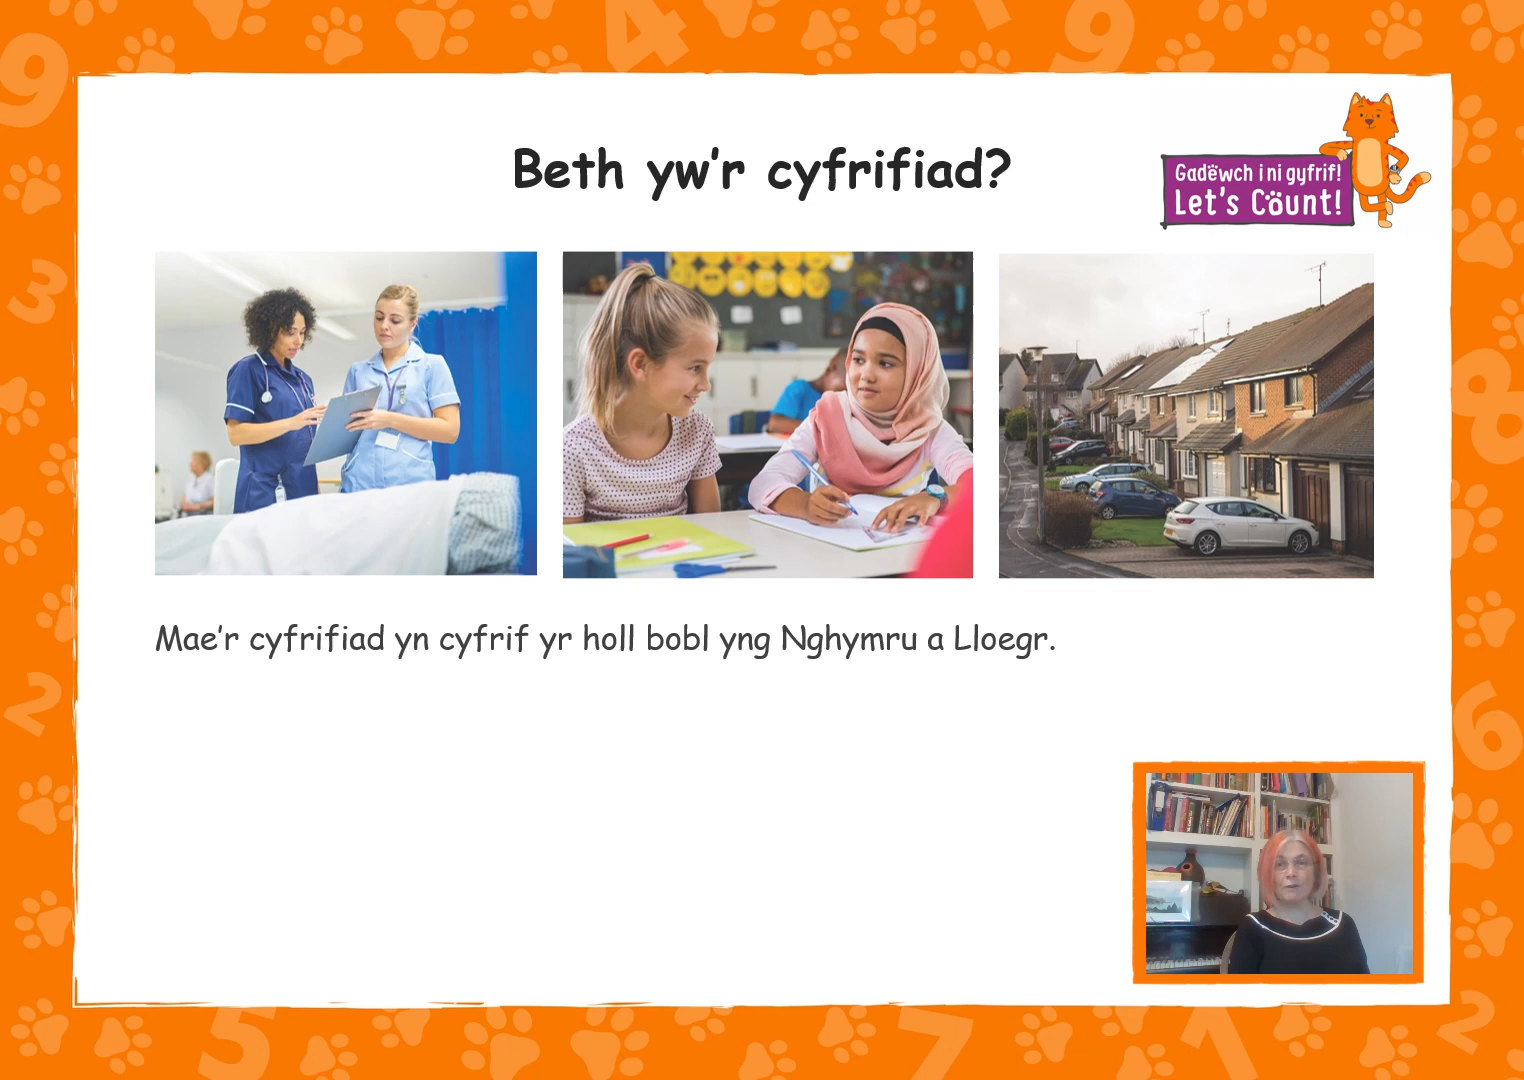 Beth yw'r cyfrifiad?
Gadëwch i ni gyfrif!
Let's Cöunt!
Mae'r cyfrifiad yn cyfrif yr holl bobl yng Nghymru a Lloegr.